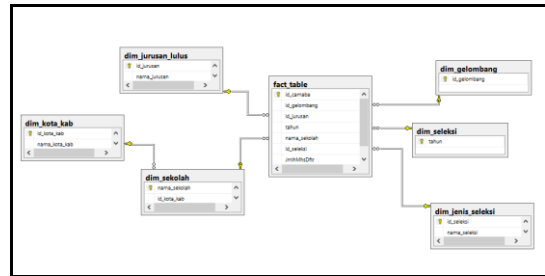 dim_jurusan_lulus
id_jurusan
nama_jurusan
dim_kota_kab
id_kota_kab
nama_kota_kab
dim_sekolah
nama_sekolah
id_kota_kab
fact_table
id_camaba
id_gelombang
id_jurusan
tahun
nama_sekolah
id_seleksi
JmlhMhsDftr
dim_gelombang
id_gelombang
dim_seleksi
tahun
dim_jenis_seleksi
id_seleksi
nama_seleksi